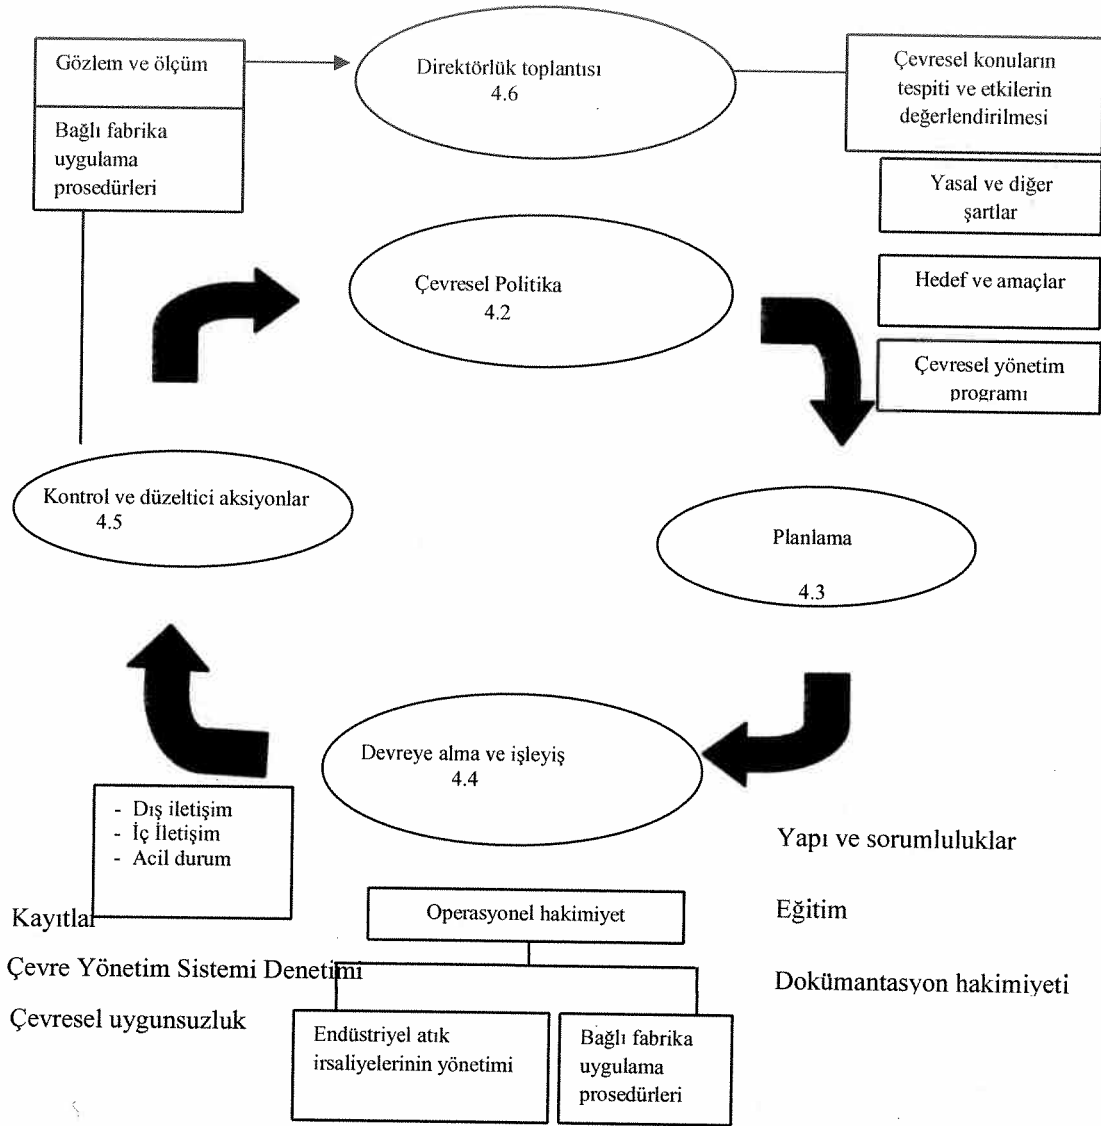 Gözlem ve ölçüm
Bağlı fabrika
uygulama
prosedürleri
Direktörlük toplantısı
4.6
Çevresel konuların
tespiti ve etkilerin
değerlendirilmesi
Yasal ve diğer
şartlar
Hedef ve amaçlar
Çevresel yönetim
programı
Çevresel Politika
4.2
Kontrol ve düzeltici aksiyonlar
4.5
Planlama
4.3
Devreye alma ve işleyiş
4.4
- Dış iletişim
- İç İletişim
- Acil durum
Kayıtlar
Çevre Yönetim Sistemi Denetimi
Çevresel uygunsuzluk
Operasyonel hakimiyet
Endüstriyel atık
irsaliyelerinin yönetimi
Bağlı fabrika
uygulama
prosedürleri
Yapı ve sorumluluklar
Eğitim
Dokümantasyon hakimiyeti